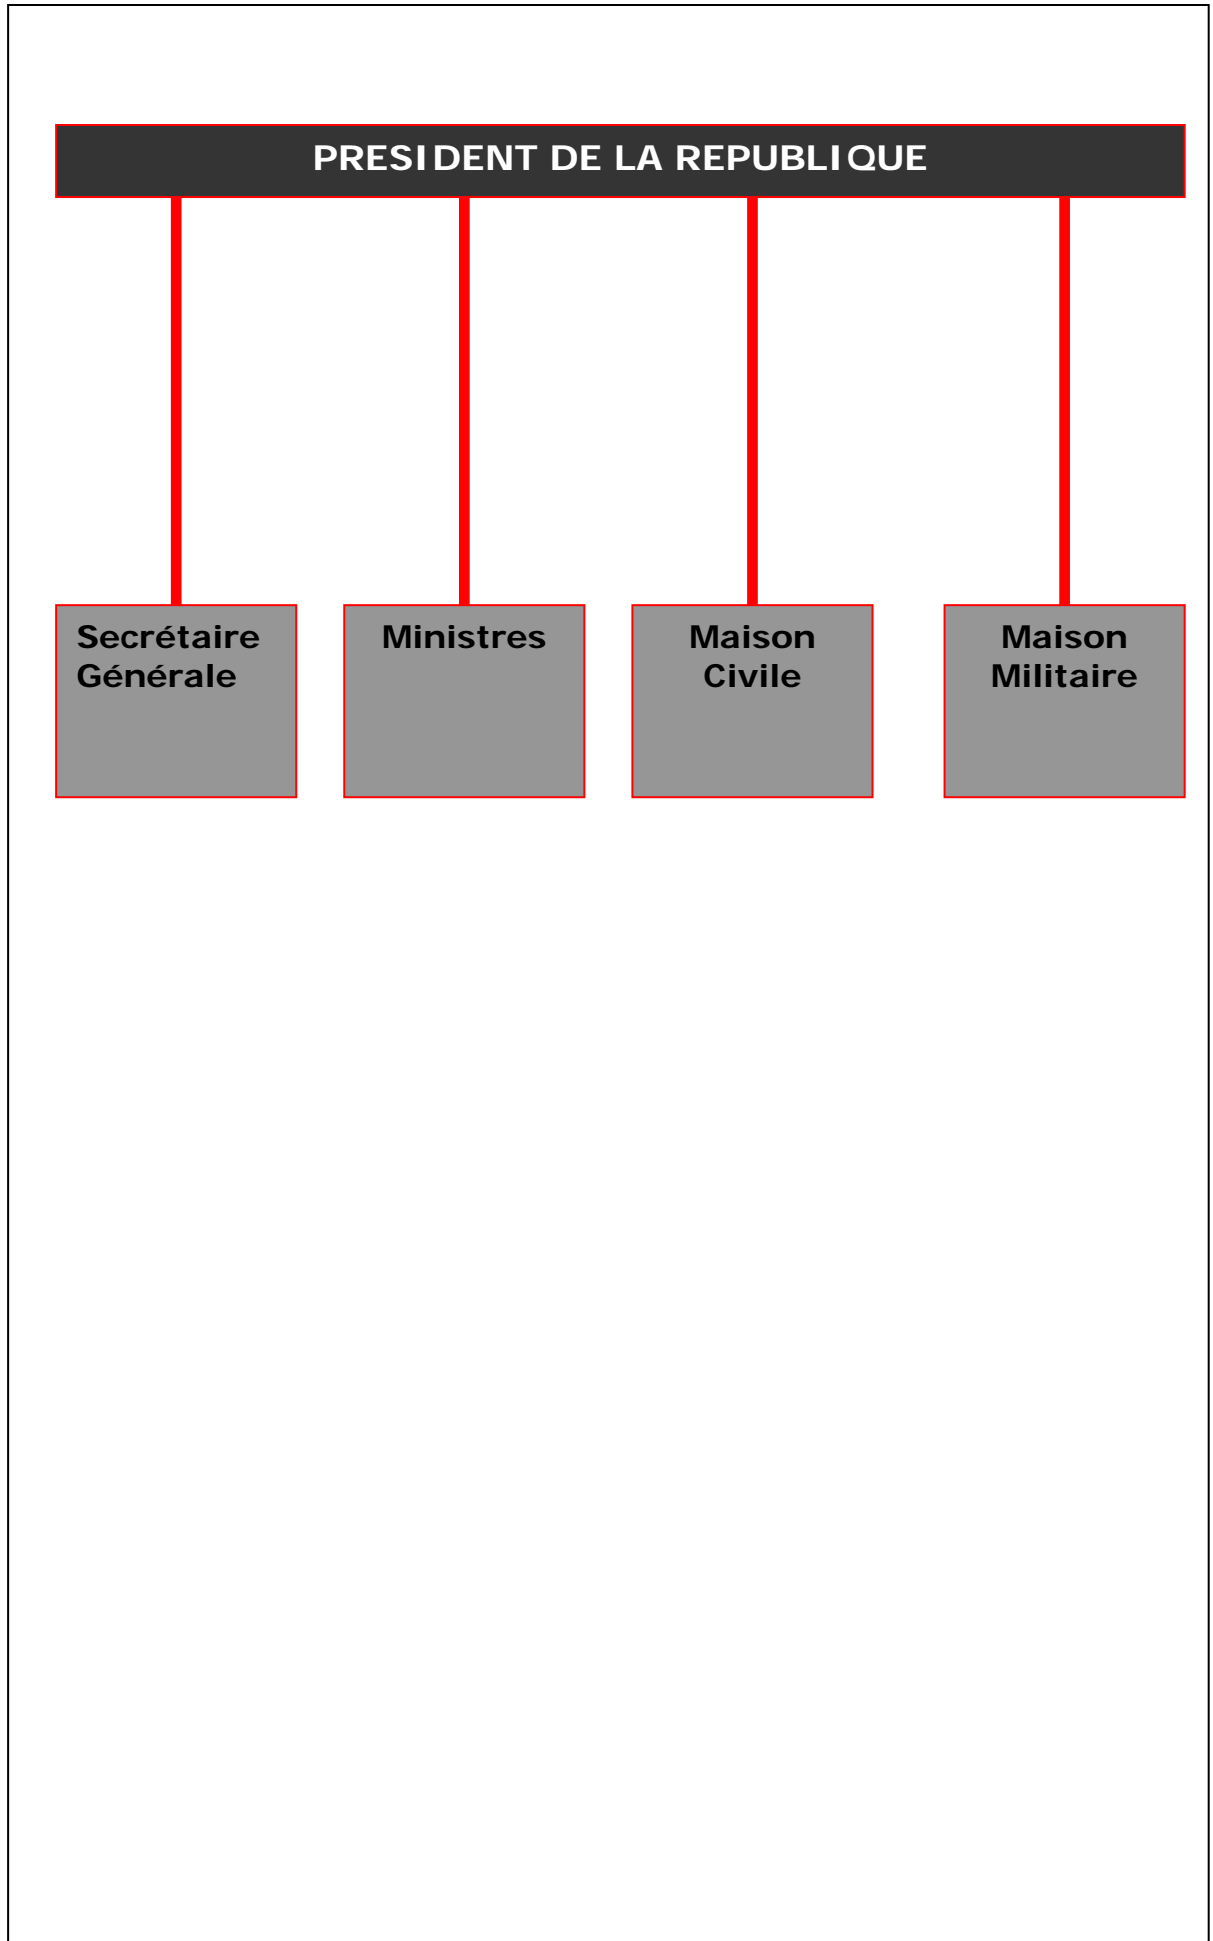 PRESIDENT DE LA REPUBLIQUE
Secrétaire
Générale
Ministres
Maison
Civile
Maison
Militaire